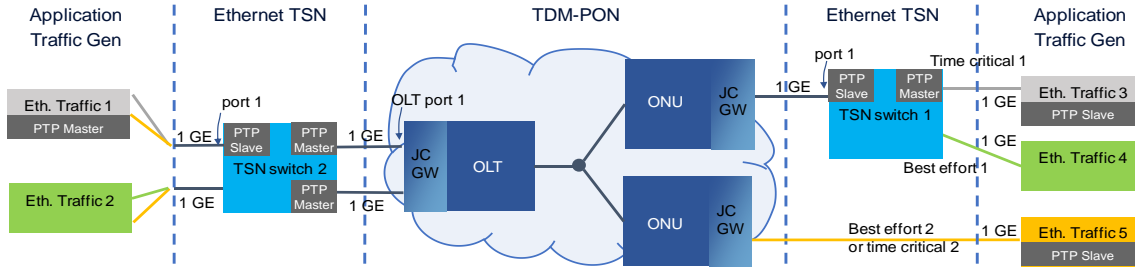 Application
Traffic Gen
Ethernet TSN
TDM-PON
Ethernet TSN
Application
Traffic Gen
Eth. Traffic 1
PTP Master
Eth. Traffic 2
port 1
1 GE
1 GE
PTP
Slave
PTP
Master
TSN switch 2
PTP
Master
1 GE
1 GE
OLT port 1
JC
GW
OLT
ONU
JC
GW
ONU
JC
GW
port 1
1 GE
PTP
Slave
PTP
Master
TSN switch 1
Time critical 1
1 GE
Best effort 1
1 GE
Best effort 2
or time critical 2
1 GE
Eth. Traffic 3
PTP Slave
Eth. Traffic 4
Eth. Traffic 5
PTP Slave